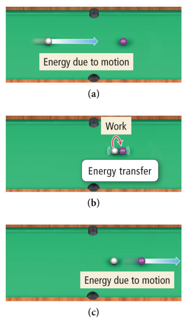 Energy due to motion
(a)
Work
Energy transfer
(b)
Energy due to motion
(c)